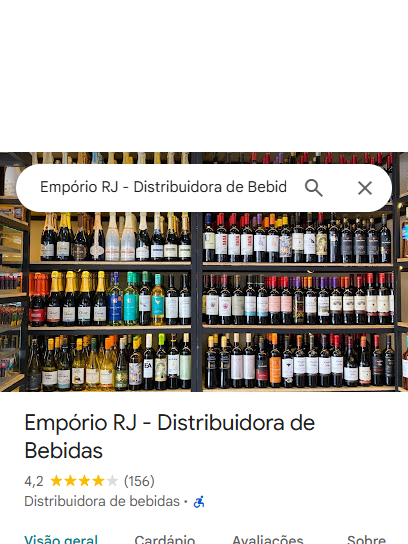 Empório RJ - Distribuidora de Bebid
Empório RJ - Distribuidora de
Bebidas
4,2 (156)
Distribuidora de bebidas ·
Visão geral Cardápio Avaliações Sobre